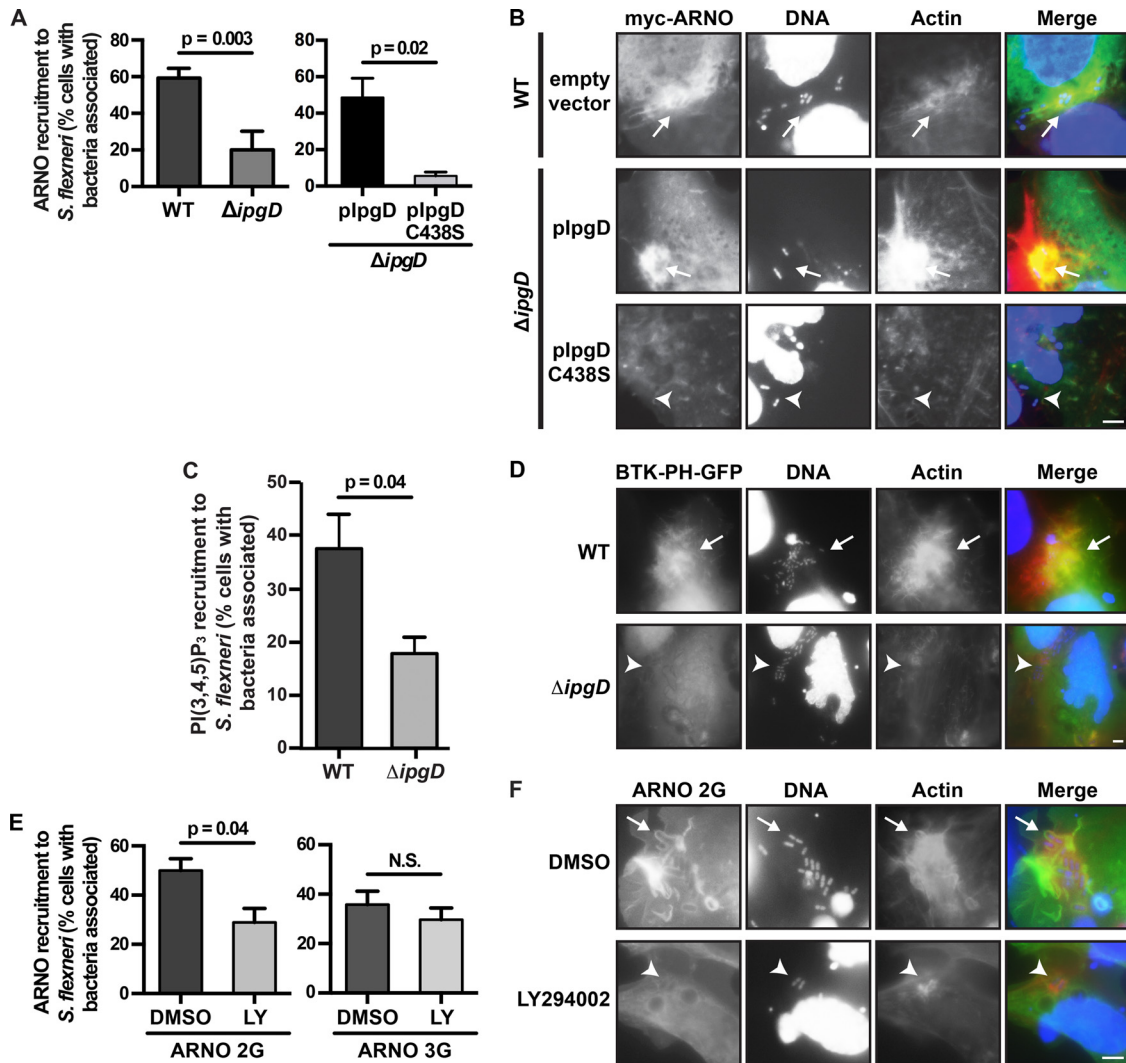 A
ARNO recruitment to
S. flexneri (% cells with
bacteria associated)
80
60
40
20
0
p = 0.003
WT
ΔipgD
80
60
40
20
0
p = 0.02
pIpgD
pIpgD
C438S
ΔipgD
B
myc-ARNO
DNA
Actin
Merge
WT
empty
vector
ΔipgD
pIpgD
pIpgD
C438S
C
PI(3,4,5)P₃ recruitment to
S. flexneri (% cells with
bacteria associated)
50
40
30
20
10
0
p = 0.04
WT
ΔipgD
D
BTK-PH-GFP
DNA
Actin
Merge
WT
ΔipgD
E
ARNO recruitment to
S. flexneri (% cells with
bacteria associated)
60
40
20
0
p = 0.04
DMSO
LY
ARNO 2G
60
40
20
0
N.S.
DMSO
LY
ARNO 3G
F
ARNO 2G
DNA
Actin
Merge
DMSO
LY294002